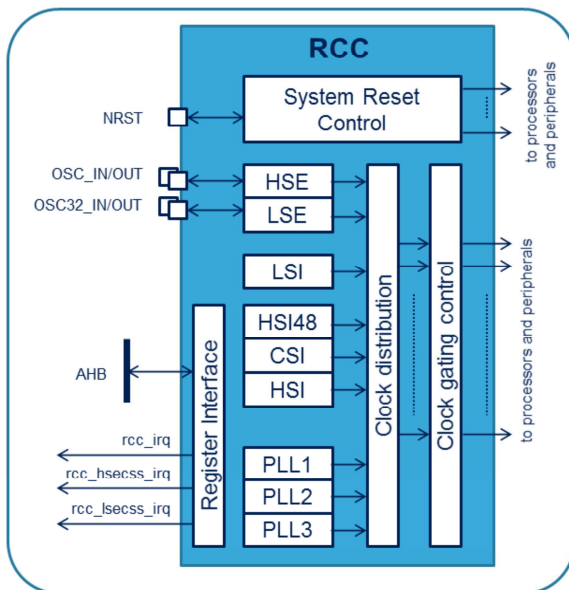 RCC
System Reset
Control
NRST
to processors
and peripherals
OSC_IN/OUT
HSE
OSC32_IN/OUT
LSE
LSI
HSI48
CSI
HSI
AHB
Register Interface
Clock distribution
Clock gating control
to processors and peripherals
rcc_irq
rcc_hsecss_irq
rcc_lsecss_irq
PLL1
PLL2
PLL3